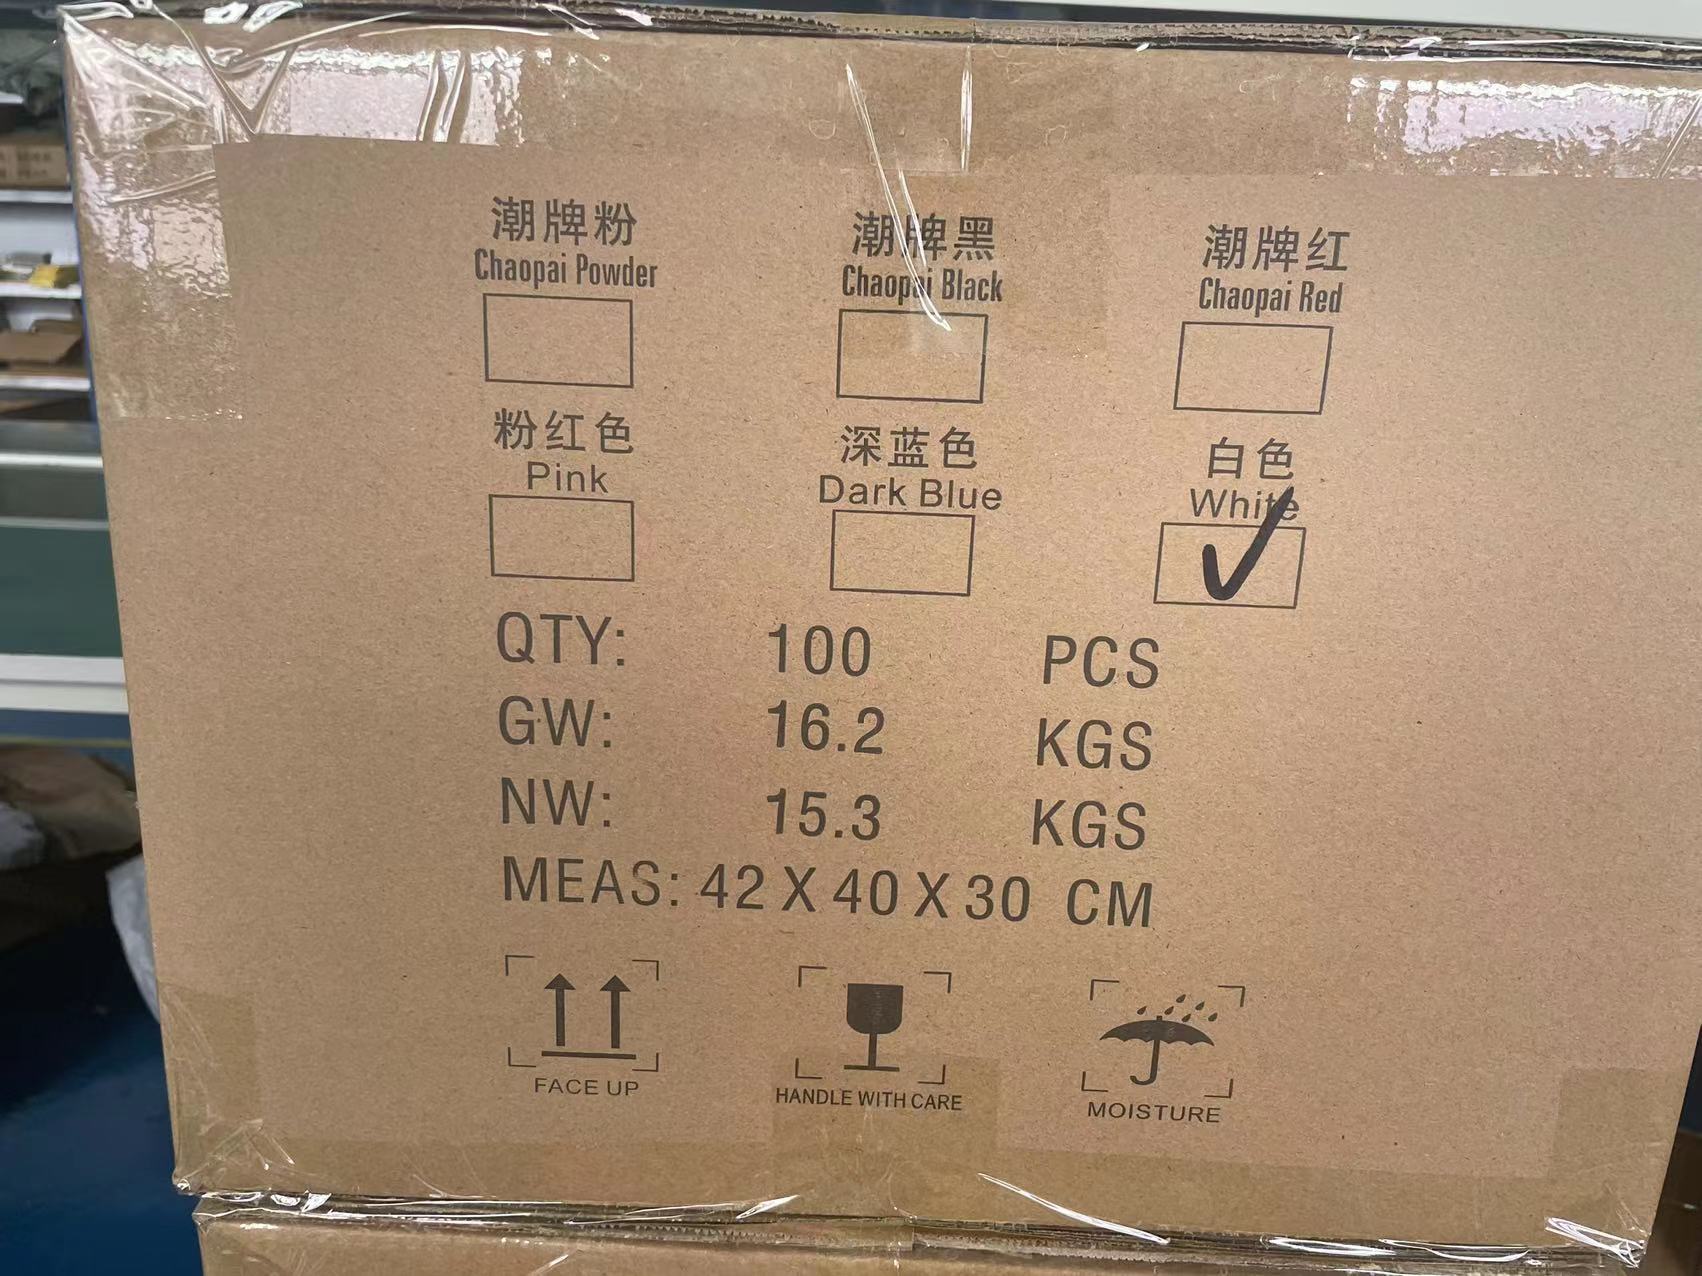 潮牌粉 潮牌黑 潮牌红
Chaopai Powder Chaopai Black Chaopai Red
粉红色 深蓝色 白色
Pink Dark Blue White
QTY: 100 PCS
GW: 16.2 KGS
NW: 15.3 KGS
MEAS: 42 X 40 X 30 CM
FACE UP HANDLE WITH CARE MOISTURE